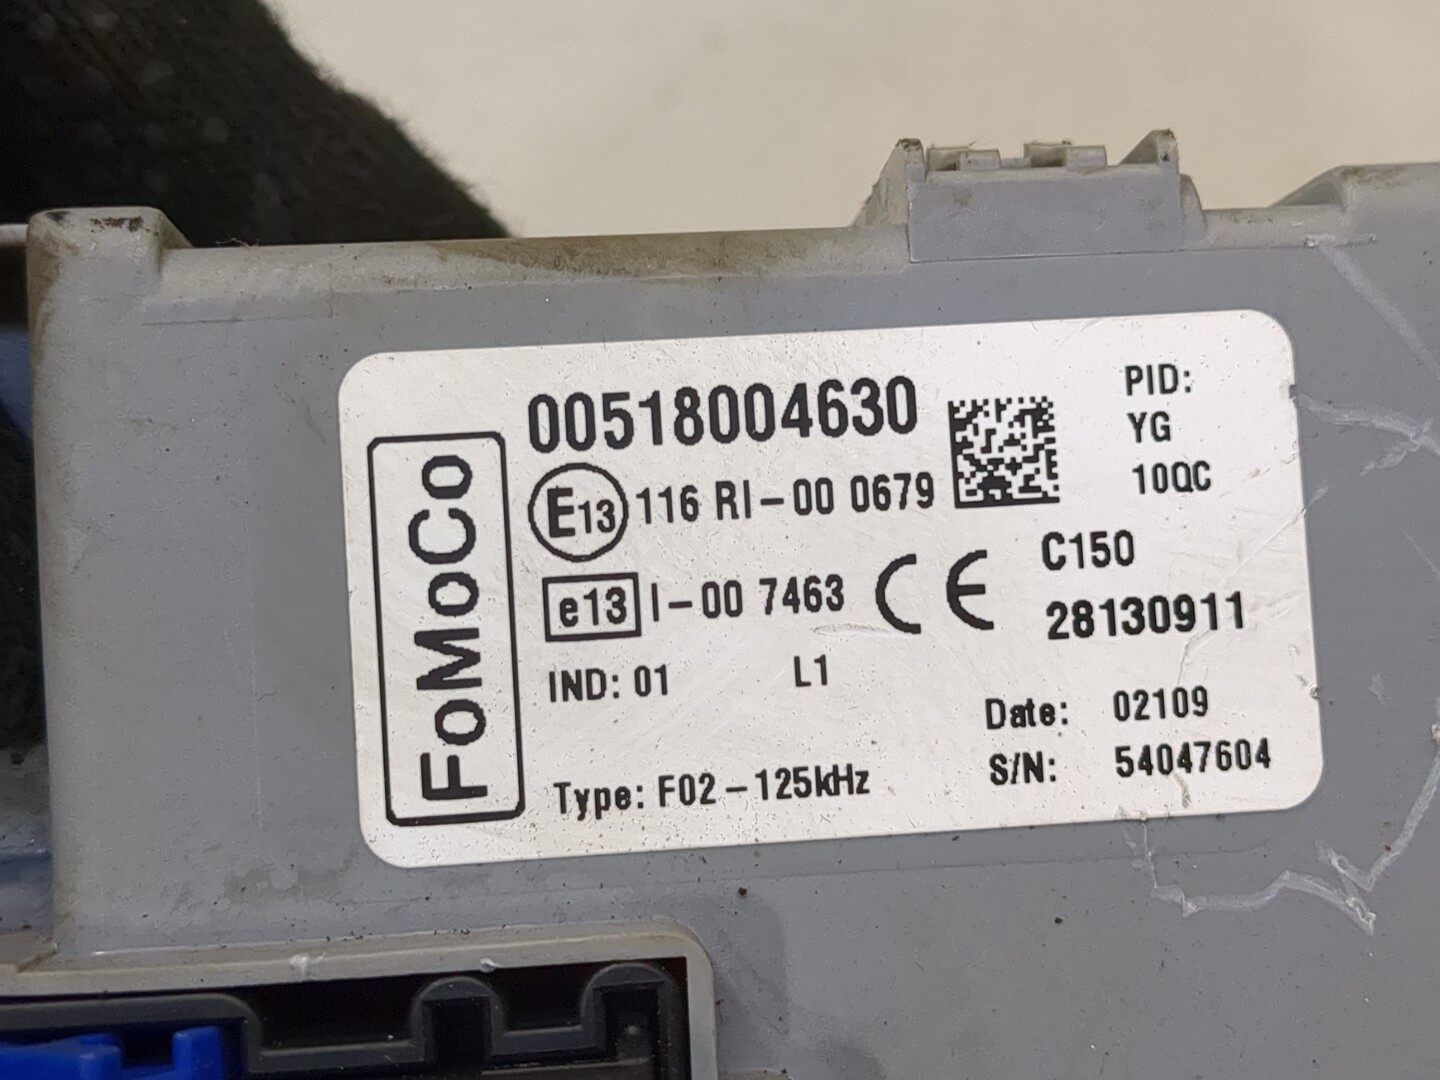 FoMoCo
00518004630
E13 116 RI-00 0679
e13 I-00 7463 CE
IND: 01 L1
Type: F02-125kHz
PID:
YG
10QC
C150
28130911
Date: 02109
S/N: 54047604